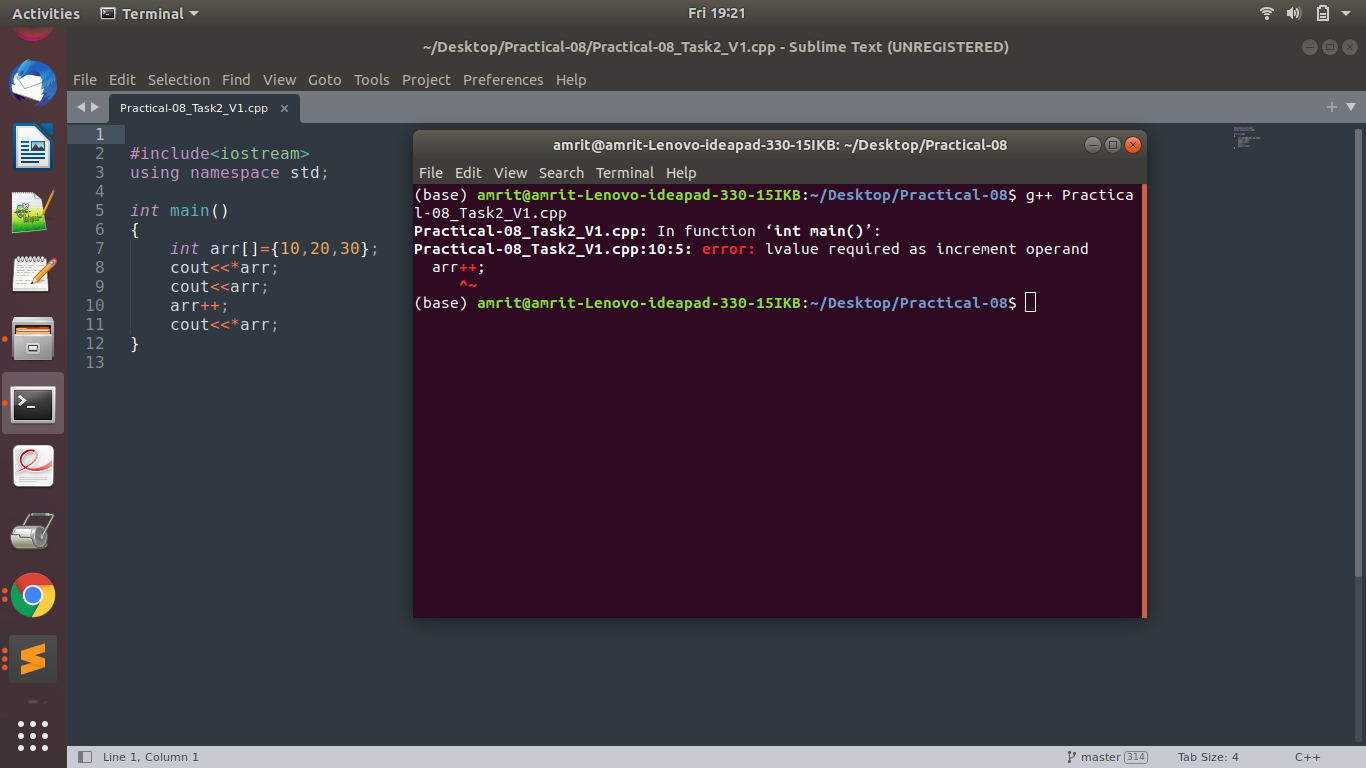 Activities Terminal Fri 19:21
~/Desktop/Practical-08/Practical-08_Task2_V1.cpp - Sublime Text (UNREGISTERED)
File Edit Selection Find View Goto Tools Project Preferences Help
Practical-08_Task2_V1.cpp ×
1
2 #include<iostream>
3 using namespace std;
4
5 int main()
6 {
7 int arr[]={10,20,30};
8 cout<<*arr;
9 cout<<arr;
10 arr++;
11 cout<<*arr;
12 }
13
amrit@amrit-Lenovo-ideapad-330-15IKB: ~/Desktop/Practical-08
File Edit View Search Terminal Help
(base) amrit@amrit-Lenovo-ideapad-330-15IKB:~/Desktop/Practical-08$ g++ Practica
l-08_Task2_V1.cpp
Practical-08_Task2_V1.cpp: In function ‘int main()’:
Practical-08_Task2_V1.cpp:10:5: error: lvalue required as increment operand
arr++;
^~
(base) amrit@amrit-Lenovo-ideapad-330-15IKB:~/Desktop/Practical-08$
Line 1, Column 1 master 314 Tab Size: 4 C++